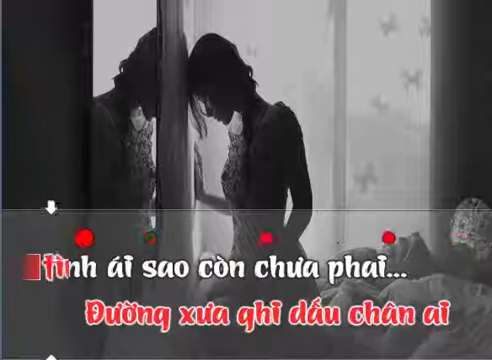 Tình ái sao còn chưa phai...
Đường xưa ghi dấu chân ai